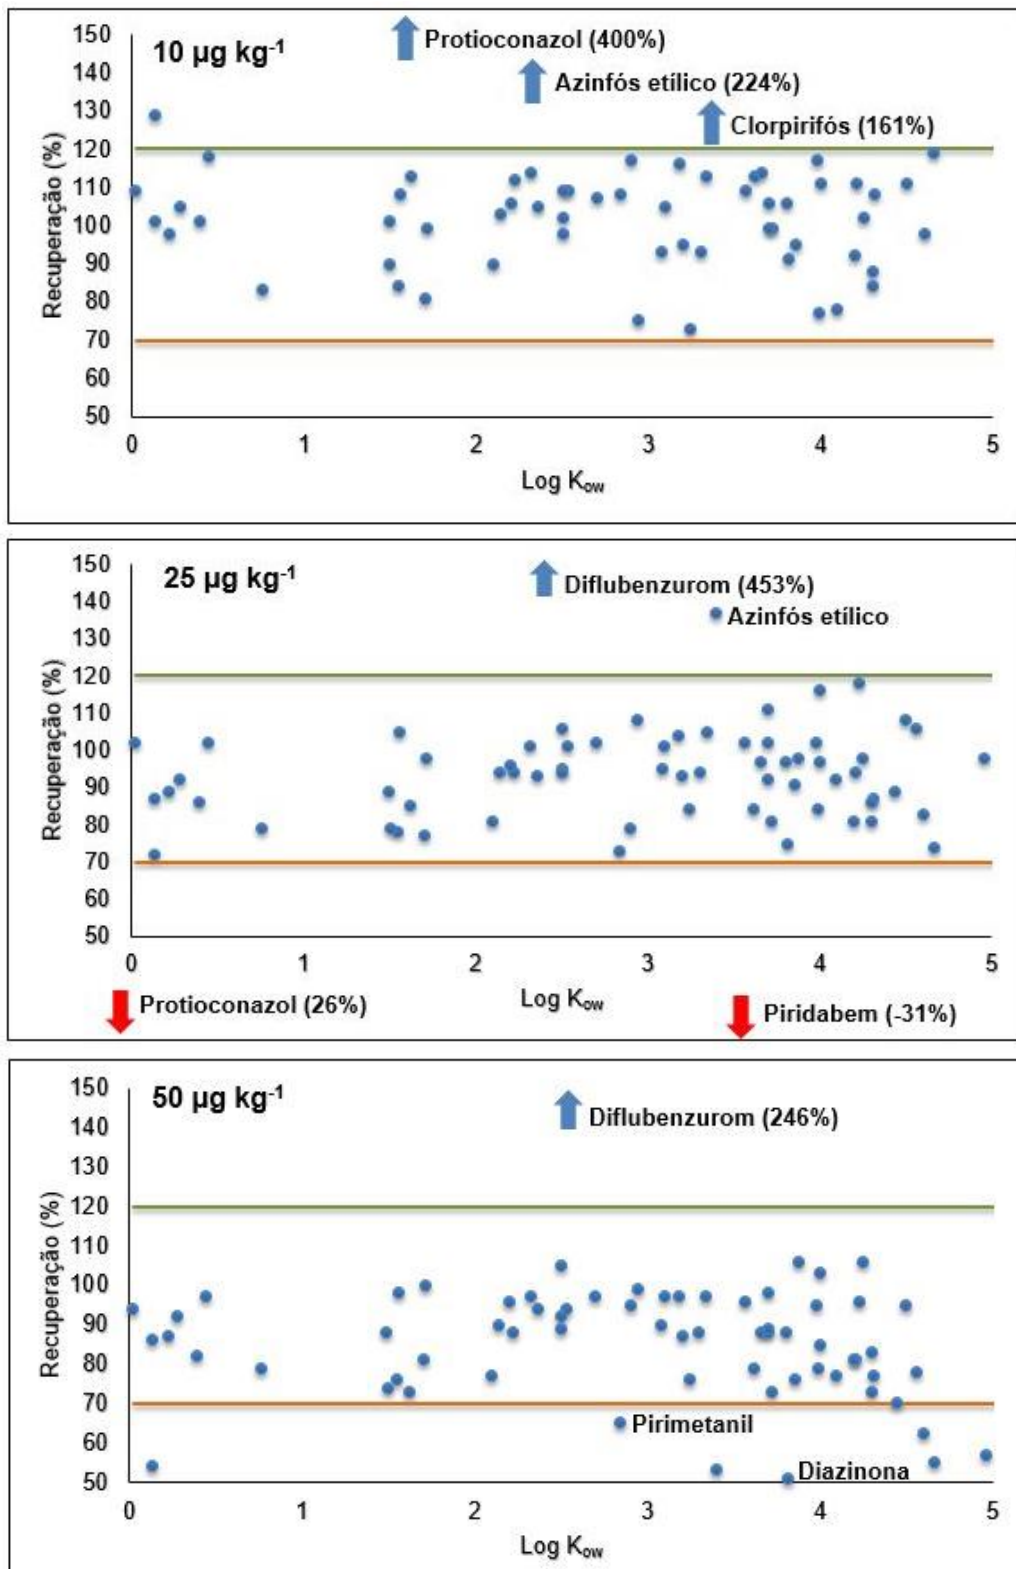 10 µg kg-1
Protioconazol (400%)
Azinfós etílico (224%)
Clorpirifós (161%)
Recuperação (%)
150
140
130
120
110
100
90
80
70
60
50
0 1 2 3 4 5
Log Kow
25 µg kg-1
Diflubenzurom (453%)
Azinfós etílico
Recuperação (%)
150
140
130
120
110
100
90
80
70
60
50
0 1 2 3 4 5
Log Kow
Protioconazol (26%)
Piridabem (-31%)
50 µg kg-1
Diflubenzurom (246%)
Recuperação (%)
150
140
130
120
110
100
90
80
70
60
50
Pirimetanil
Diazinona
0 1 2 3 4 5
Log Kow